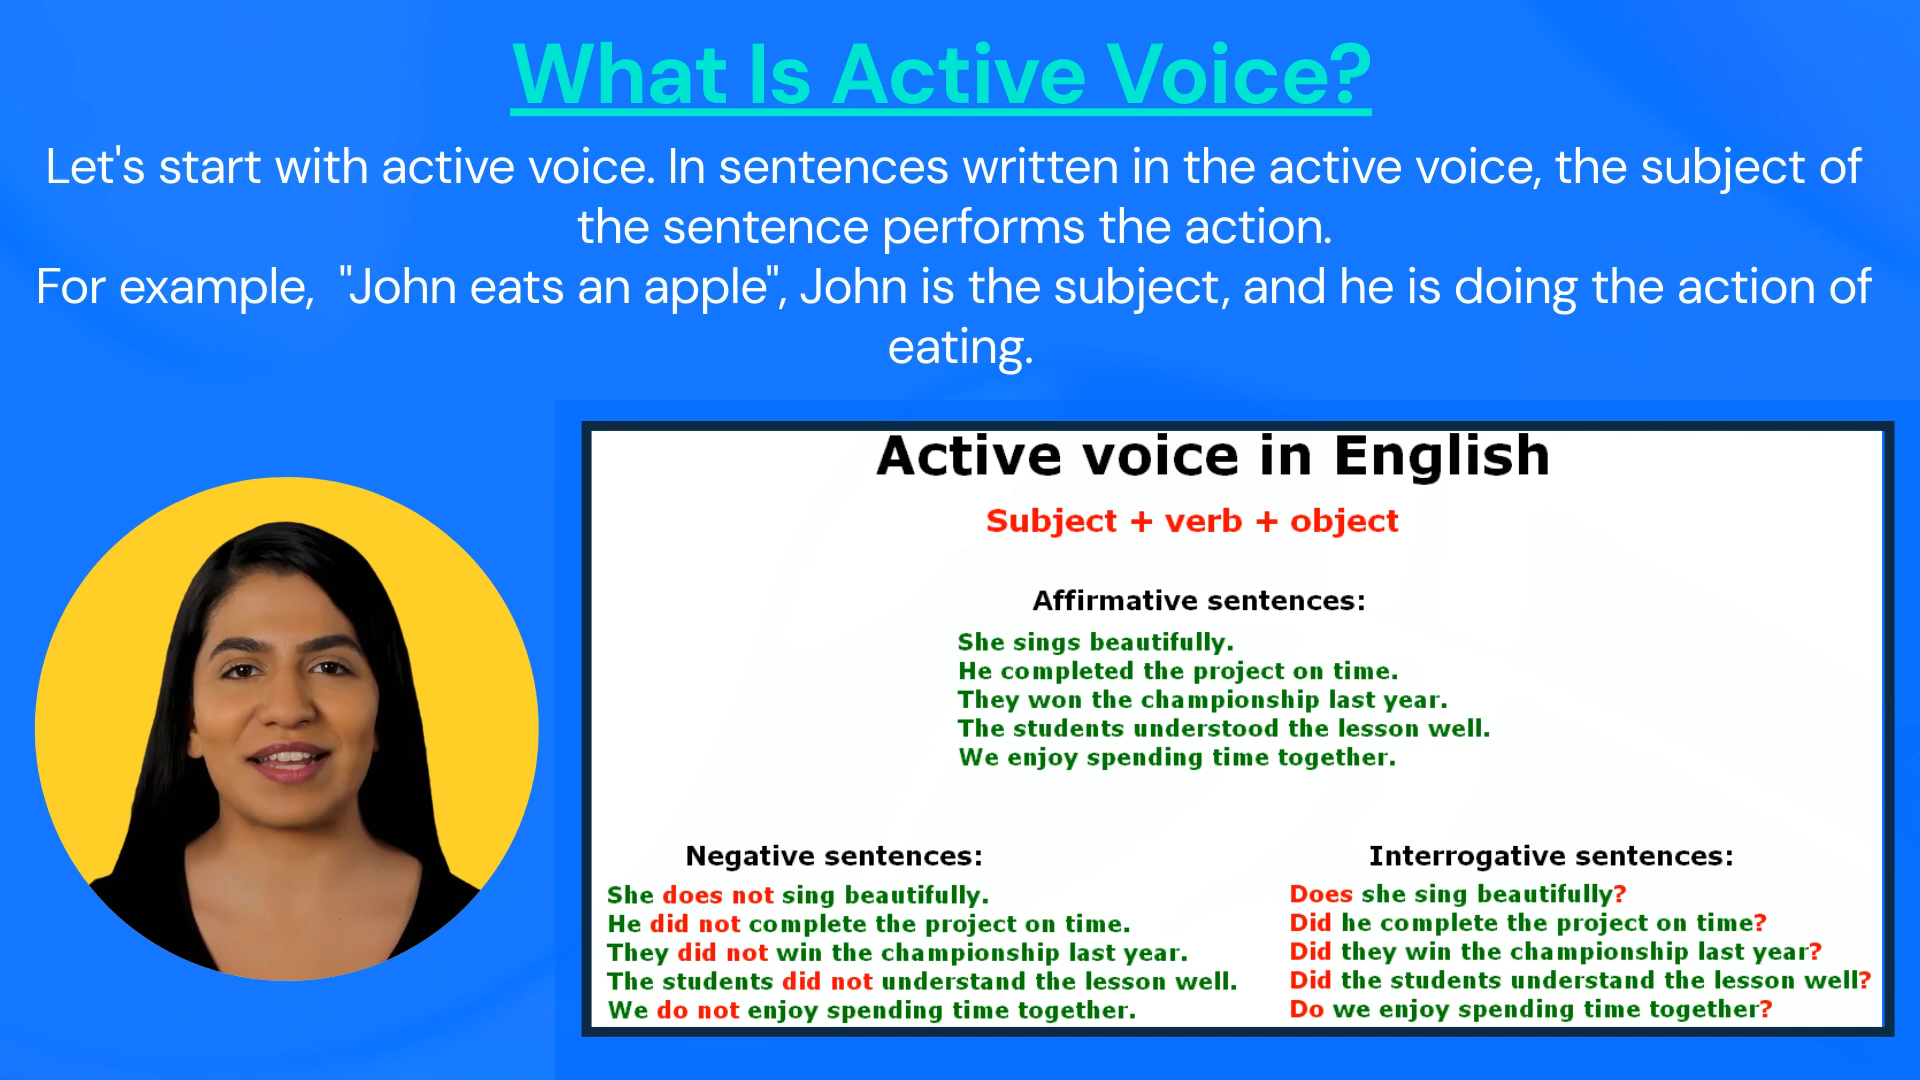 What Is Active Voice?
Let's start with active voice. In sentences written in the active voice, the subject of
the sentence performs the action.
For example,  "John eats an apple", John is the subject, and he is doing the action of
eating.
Active voice in English
Subject + verb + object
Affirmative sentences:
She sings beautifully.
He completed the project on time.
They won the championship last year.
The students understood the lesson well.
We enjoy spending time together.
Negative sentences:
She does not sing beautifully.
He did not complete the project on time.
They did not win the championship last year.
The students did not understand the lesson well.
We do not enjoy spending time together.
Interrogative sentences:
Does she sing beautifully?
Did he complete the project on time?
Did they win the championship last year?
Did the students understand the lesson well?
Do we enjoy spending time together?